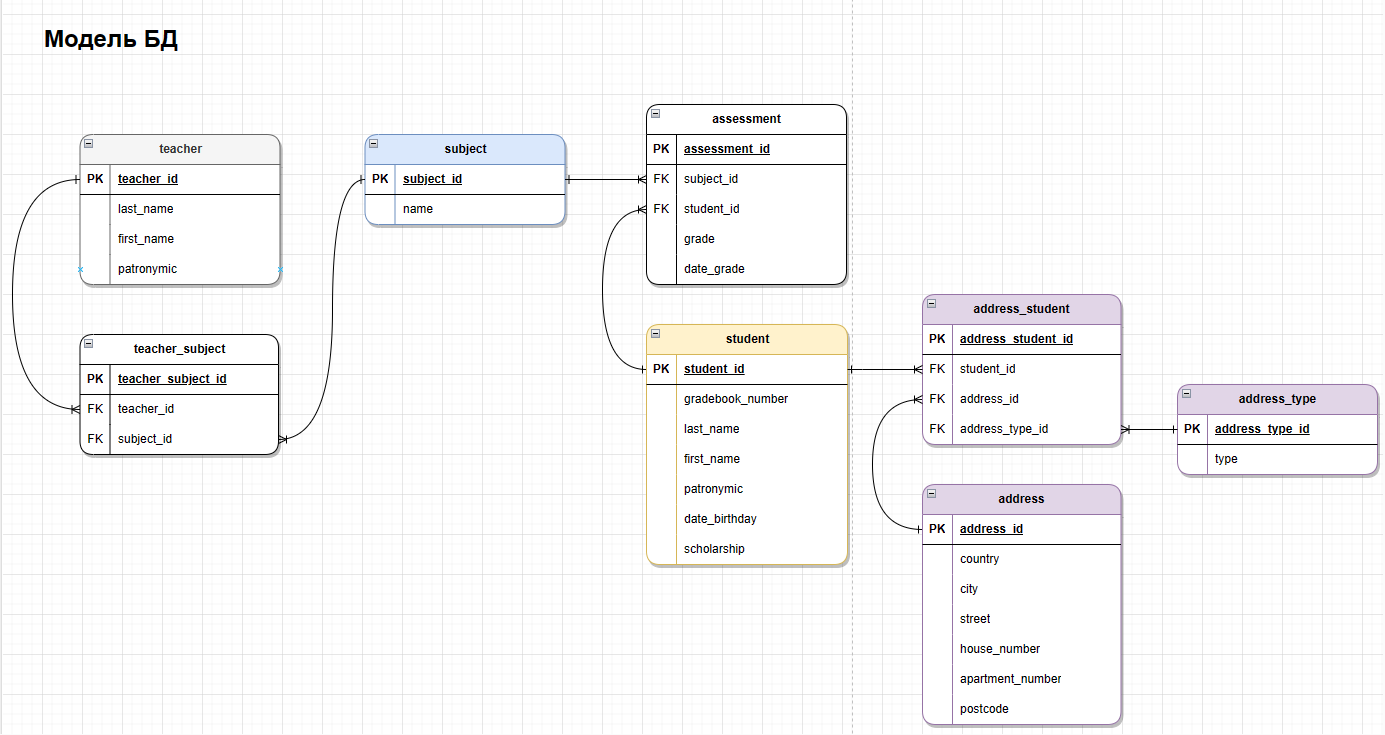 Модель БД
teacher
PK teacher_id
last_name
first_name
patronymic
teacher_subject
PK teacher_subject_id
FK teacher_id
FK subject_id
subject
PK subject_id
name
assessment
PK assessment_id
FK subject_id
FK student_id
grade
date_grade
student
PK student_id
gradebook_number
last_name
first_name
patronymic
date_birthday
scholarship
address_student
PK address_student_id
FK student_id
FK address_id
FK address_type_id
address
PK address_id
country
city
street
house_number
apartment_number
postcode
address_type
PK address_type_id
type